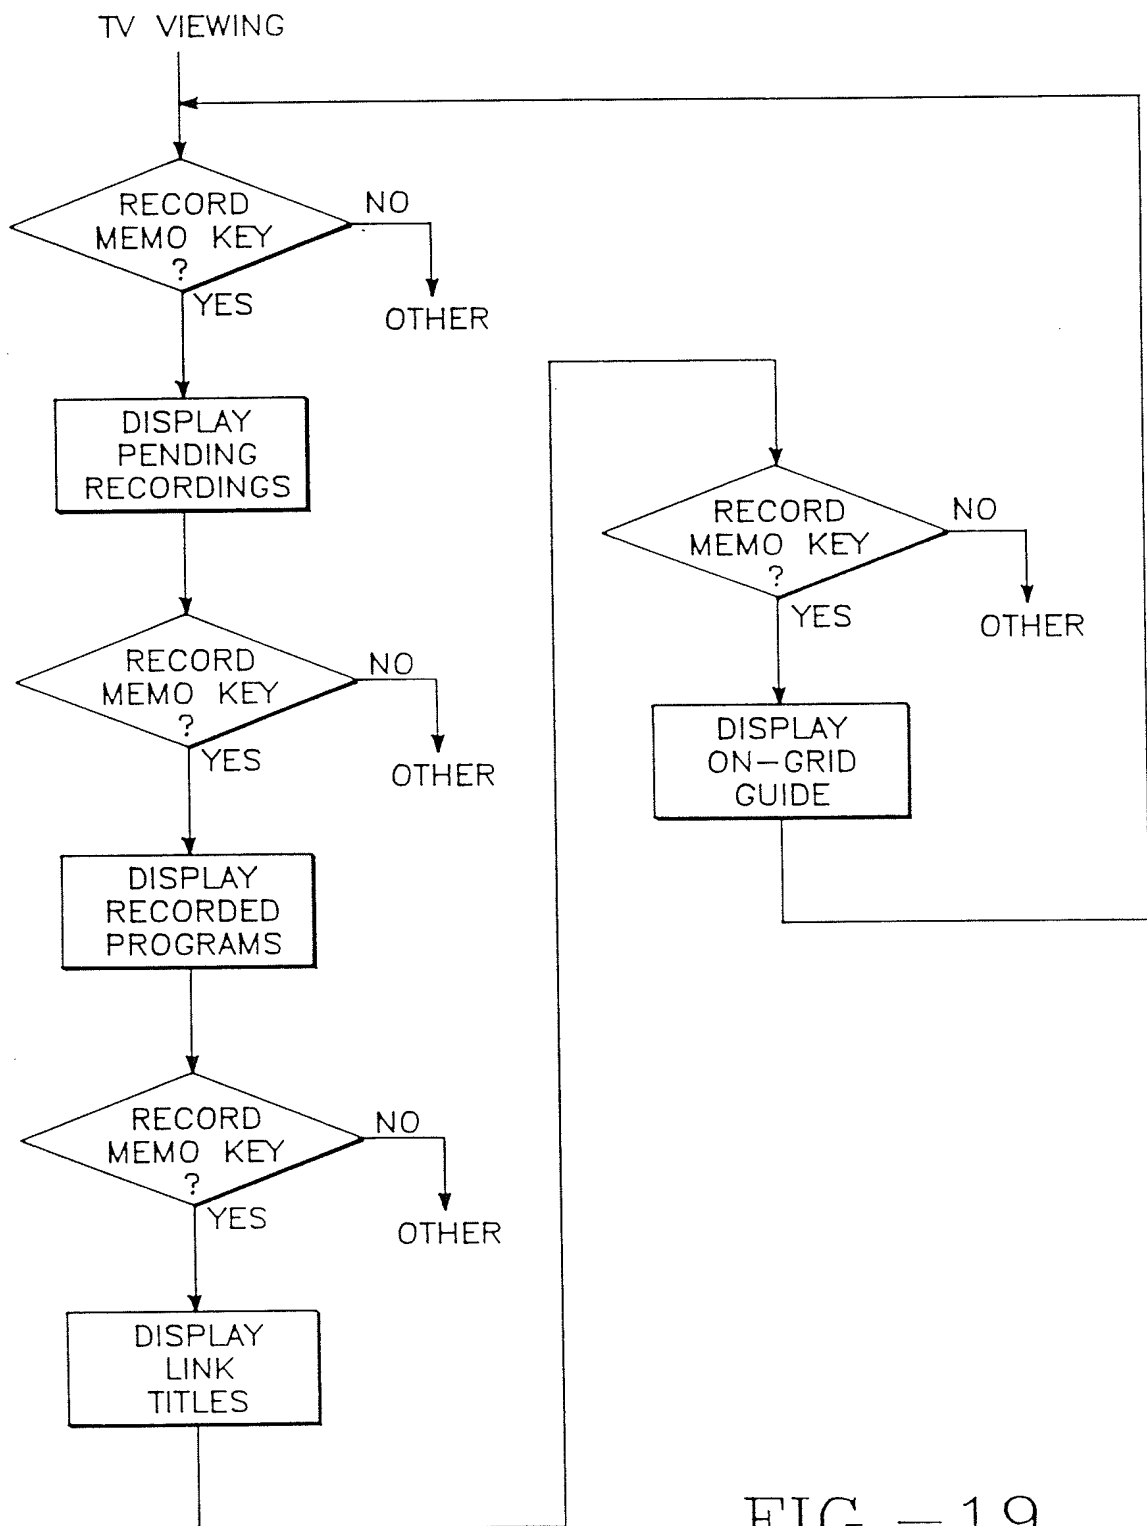 TV VIEWING
RECORD
MEMO KEY
?
NO
YES
OTHER
DISPLAY
PENDING
RECORDINGS
RECORD
MEMO KEY
?
NO
YES
OTHER
DISPLAY
RECORDED
PROGRAMS
RECORD
MEMO KEY
?
NO
YES
OTHER
DISPLAY
LINK
TITLES
RECORD
MEMO KEY
?
NO
YES
OTHER
DISPLAY
ON-GRID
GUIDE
FIG -19